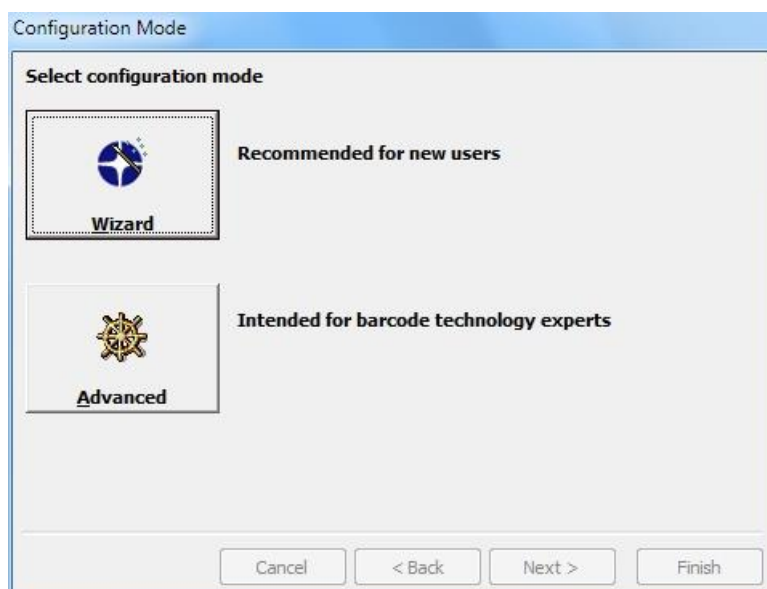 Configuration Mode
Select configuration mode
Recommended for new users
Wizard
Intended for barcode technology experts
Advanced
Cancel
< Back
Next >
Finish